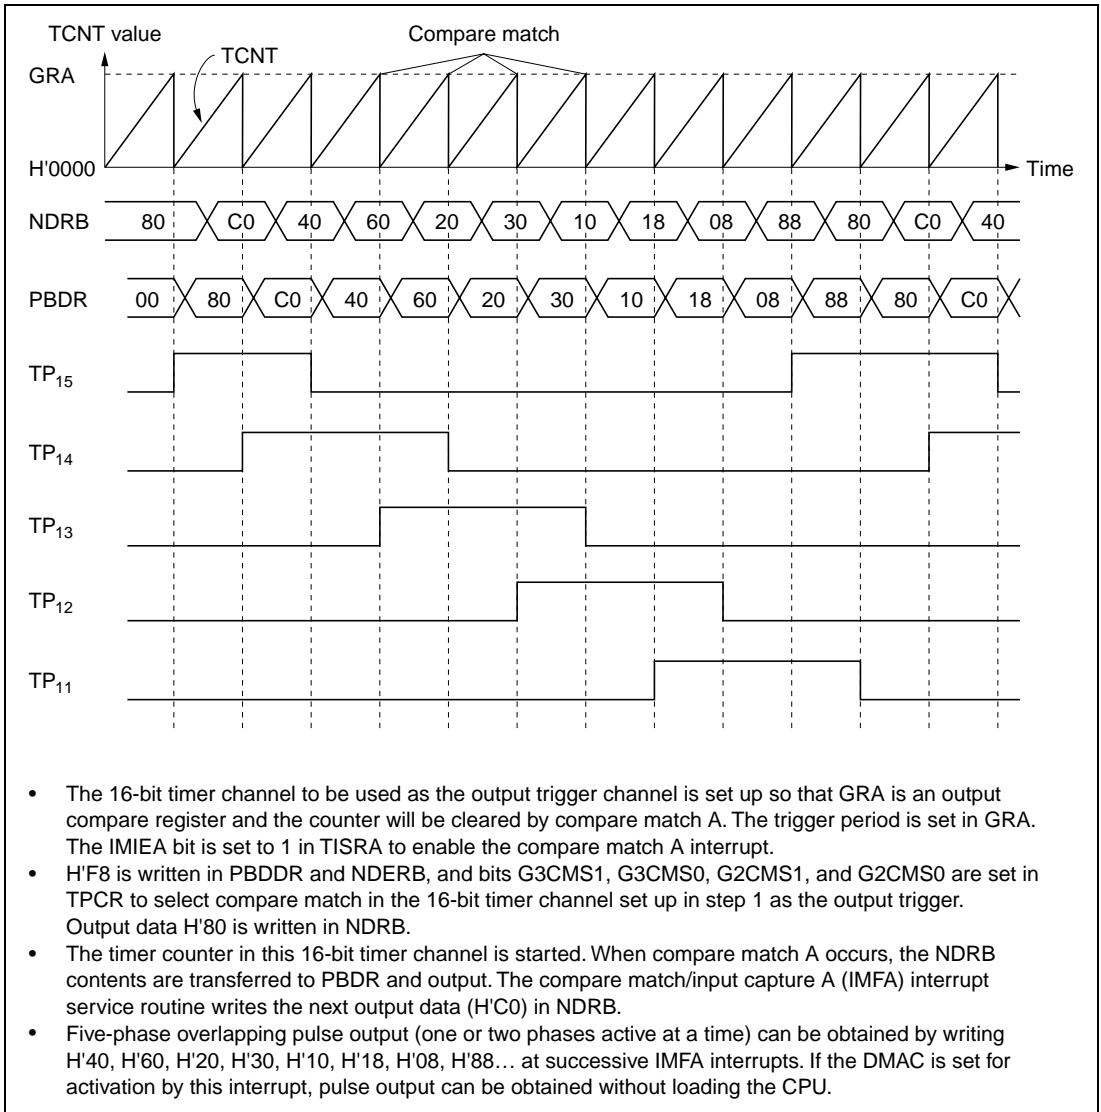 TCNT value
Compare match
TCNT
GRA
H'0000
Time
NDRB 80 C0 40 60 20 30 10 18 08 88 80 C0 40
PBDR 00 80 C0 40 60 20 30 10 18 08 88 80 C0
TP15
TP14
TP13
TP12
TP11
• The 16-bit timer channel to be used as the output trigger channel is set up so that GRA is an output
compare register and the counter will be cleared by compare match A. The trigger period is set in GRA.
The IMIEA bit is set to 1 in TISRA to enable the compare match A interrupt.
• H'F8 is written in PBDDR and NDERB, and bits G3CMS1, G3CMS0, G2CMS1, and G2CMS0 are set in
TPCR to select compare match in the 16-bit timer channel set up in step 1 as the output trigger.
Output data H'80 is written in NDRB.
• The timer counter in this 16-bit timer channel is started. When compare match A occurs, the NDRB
contents are transferred to PBDR and output. The compare match/input capture A (IMFA) interrupt
service routine writes the next output data (H'C0) in NDRB.
• Five-phase overlapping pulse output (one or two phases active at a time) can be obtained by writing
H'40, H'60, H'20, H'30, H'10, H'18, H'08, H'88… at successive IMFA interrupts. If the DMAC is set for
activation by this interrupt, pulse output can be obtained without loading the CPU.